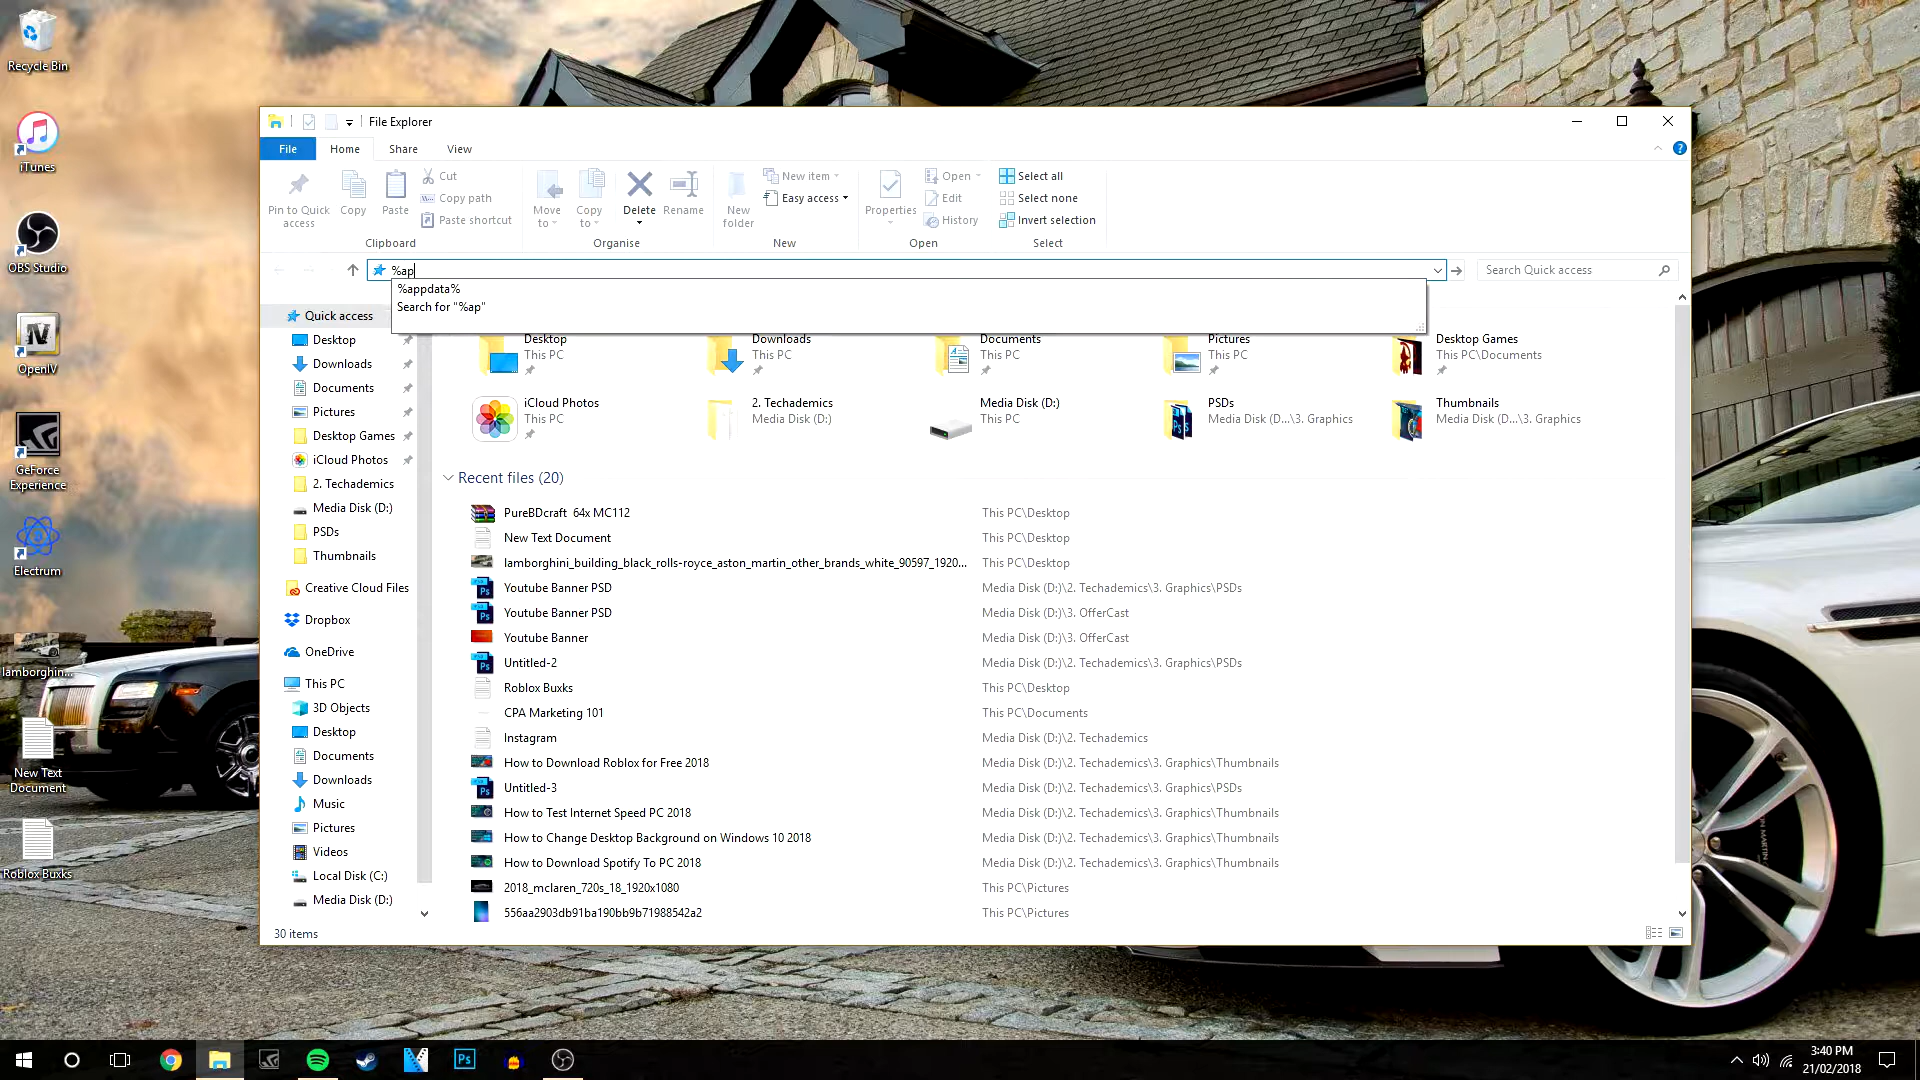 Recycle Bin
iTunes
OBS Studio
OpenIV
GeForce
Experience
Electrum
lamborghin...
New Text
Document
Roblox Buxks
File Explorer
File
Home
Share
View
Pin to Quick
access
Copy
Paste
Cut
Copy path
Paste shortcut
Clipboard
Move
to
Copy
to
Delete
Rename
Organise
New
folder
New item
Easy access
New
Properties
Open
Edit
History
Open
Select all
Select none
Invert selection
Select
%ap
Search Quick access
%appdata%
Search for "%ap"
Quick access
Desktop
Downloads
Documents
Pictures
Desktop Games
iCloud Photos
2. Techademics
Media Disk (D:)
PSDs
Thumbnails
Creative Cloud Files
Dropbox
OneDrive
This PC
3D Objects
Desktop
Documents
Downloads
Music
Pictures
Videos
Local Disk (C:)
Media Disk (D:)
Desktop
This PC
Downloads
This PC
Documents
This PC
Pictures
This PC
Desktop Games
This PC\Documents
iCloud Photos
This PC
2. Techademics
Media Disk (D:)
Media Disk (D:)
This PC
PSDs
Media Disk (D...\3. Graphics
Thumbnails
Media Disk (D...\3. Graphics
Recent files (20)
PureBDcraft 64x MC112 This PC\Desktop
New Text Document This PC\Desktop
lamborghini_building_black_rolls-royce_aston_martin_other_brands_white_90597_1920... This PC\Desktop
Youtube Banner PSD Media Disk (D:)\2. Techademics\3. Graphics\PSDs
Youtube Banner PSD Media Disk (D:)\3. OfferCast
Youtube Banner Media Disk (D:)\3. OfferCast
Untitled-2 Media Disk (D:)\2. Techademics\3. Graphics\PSDs
Roblox Buxks This PC\Desktop
CPA Marketing 101 This PC\Documents
Instagram Media Disk (D:)\2. Techademics
How to Download Roblox for Free 2018 Media Disk (D:)\2. Techademics\3. Graphics\Thumbnails
Untitled-3 Media Disk (D:)\2. Techademics\3. Graphics\PSDs
How to Test Internet Speed PC 2018 Media Disk (D:)\2. Techademics\3. Graphics\Thumbnails
How to Change Desktop Background on Windows 10 2018 Media Disk (D:)\2. Techademics\3. Graphics\Thumbnails
How to Download Spotify To PC 2018 Media Disk (D:)\2. Techademics\3. Graphics\Thumbnails
2018_mclaren_720s_18_1920x1080 This PC\Pictures
556aa2903db91ba190bb9b71988542a2 This PC\Pictures
30 items
Ps
3:40 PM
21/02/2018